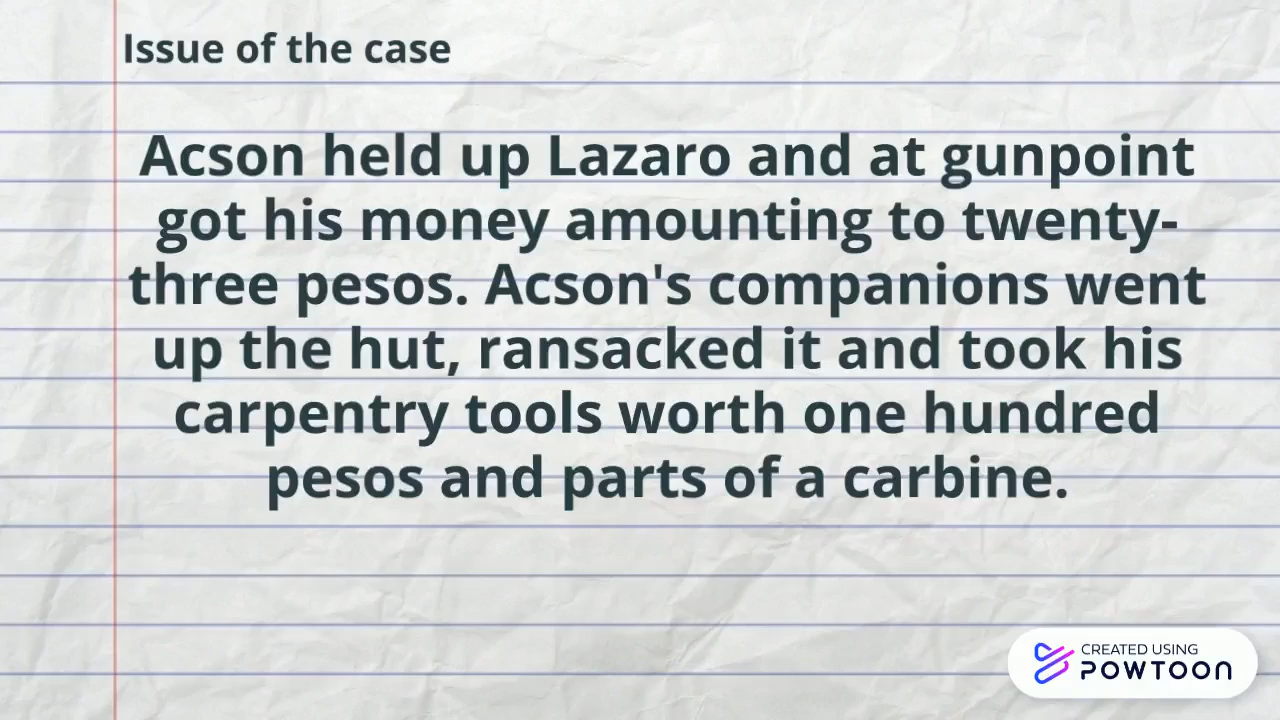 Issue of the case
Acson held up Lazaro and at gunpoint
got his money amounting to twenty-
three pesos. Acson's companions went
up the hut, ransacked it and took his
carpentry tools worth one hundred
pesos and parts of a carbine.
CREATED USING
POWTOON